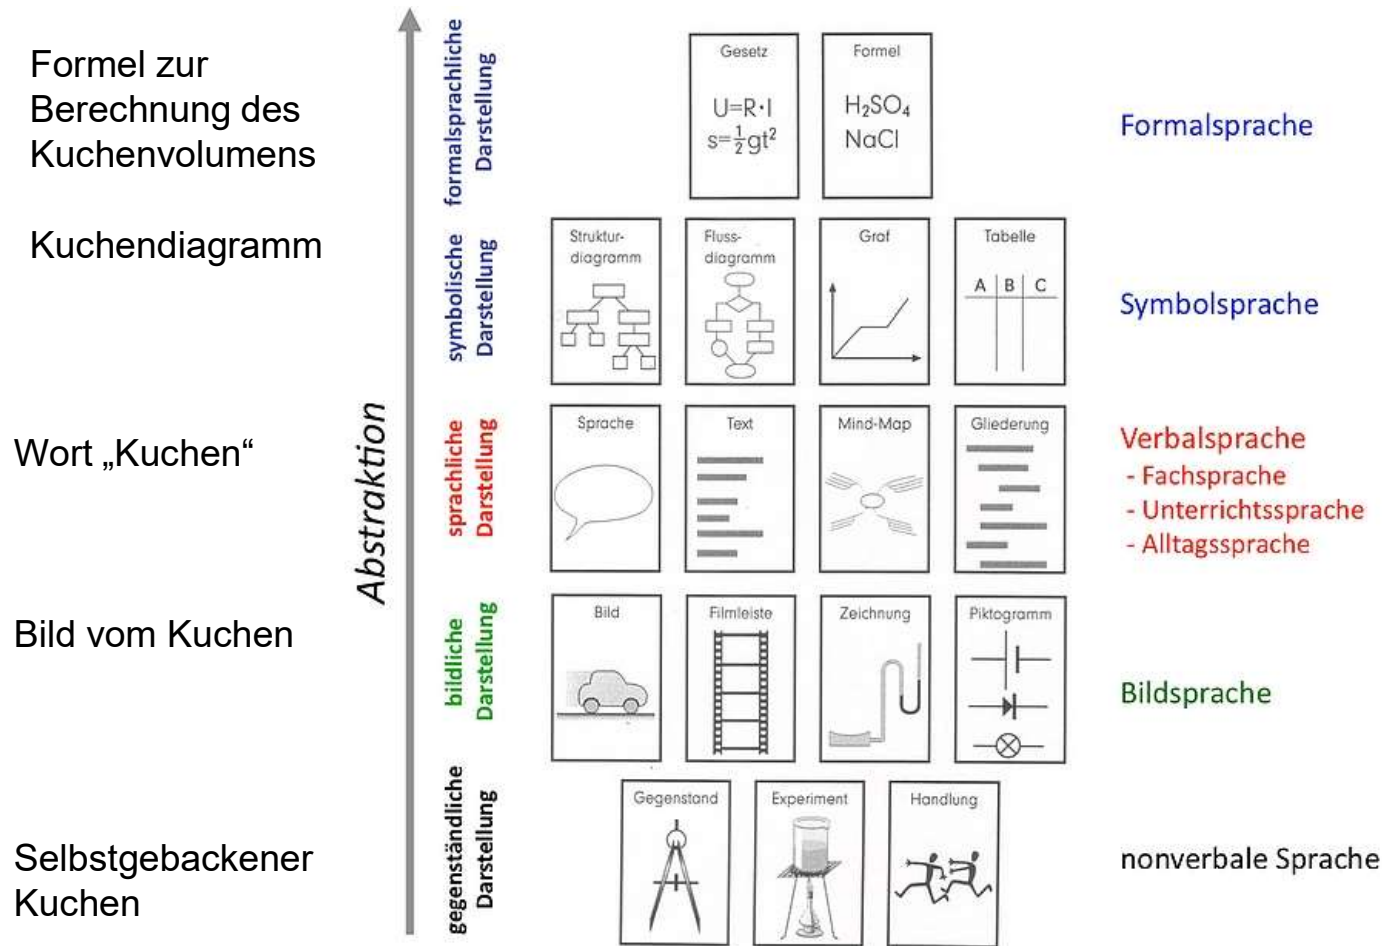 Formel zur
Berechnung des
Kuchenvolumens
Kuchendiagramm
Wort „Kuchen“
Bild vom Kuchen
Selbstgebackener
Kuchen
Abstraktion
formalsprachliche
Darstellung
Gesetz
U=R·I
s=½gt²
Formel
H₂SO₄
NaCl
Formalsprache
symbolische
Darstellung
Struktur-
diagramm
Fluss-
diagramm
Graf
Tabelle
A B C
Symbolsprache
sprachliche
Darstellung
Sprache
Text
Mind-Map
Gliederung
Verbalsprache
- Fachsprache
- Unterrichtssprache
- Alltagssprache
bildliche
Darstellung
Bild
Filmleiste
Zeichnung
Piktogramm
Bildsprache
gegenständliche
Darstellung
Gegenstand
Experiment
Handlung
nonverbale Sprache